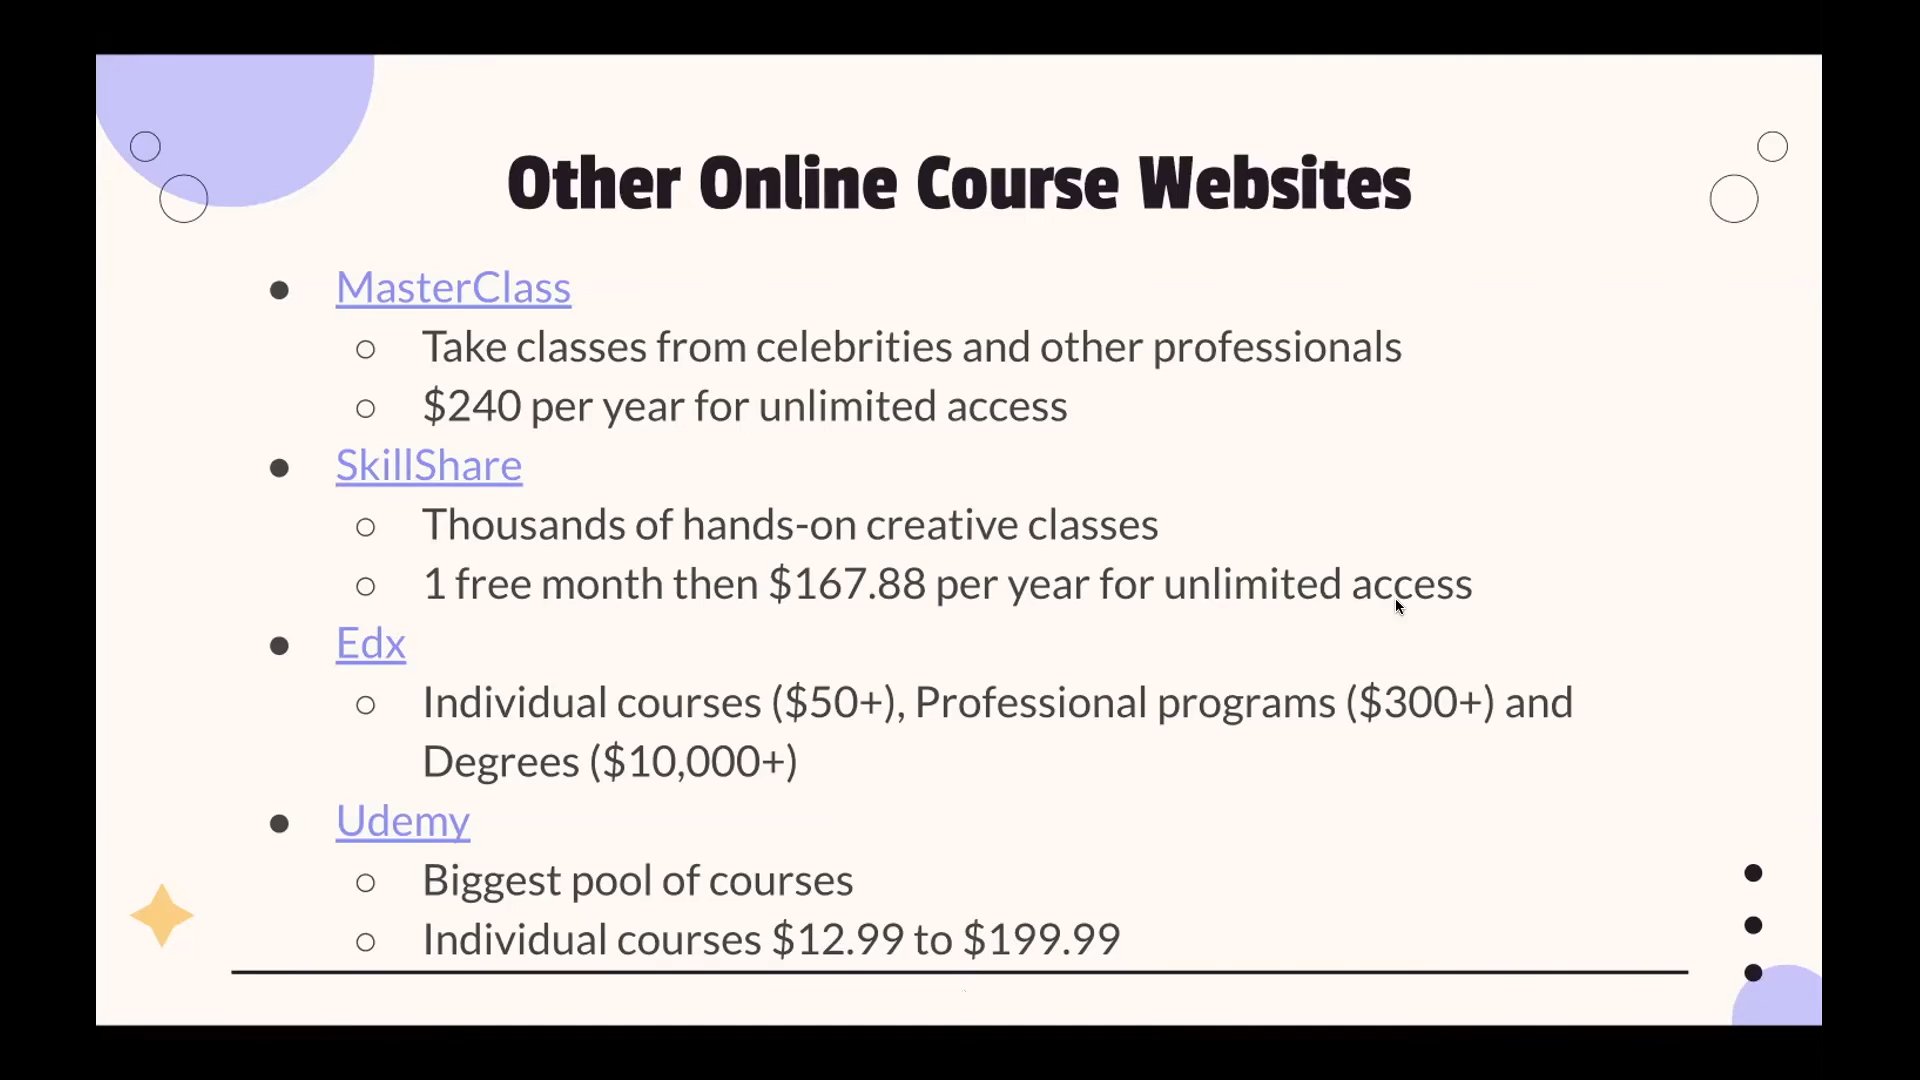 Other Online Course Websites
● MasterClass
○ Take classes from celebrities and other professionals
○ $240 per year for unlimited access
● SkillShare
○ Thousands of hands-on creative classes
○ 1 free month then $167.88 per year for unlimited access
● Edx
○ Individual courses ($50+), Professional programs ($300+) and
Degrees ($10,000+)
● Udemy
○ Biggest pool of courses
○ Individual courses $12.99 to $199.99